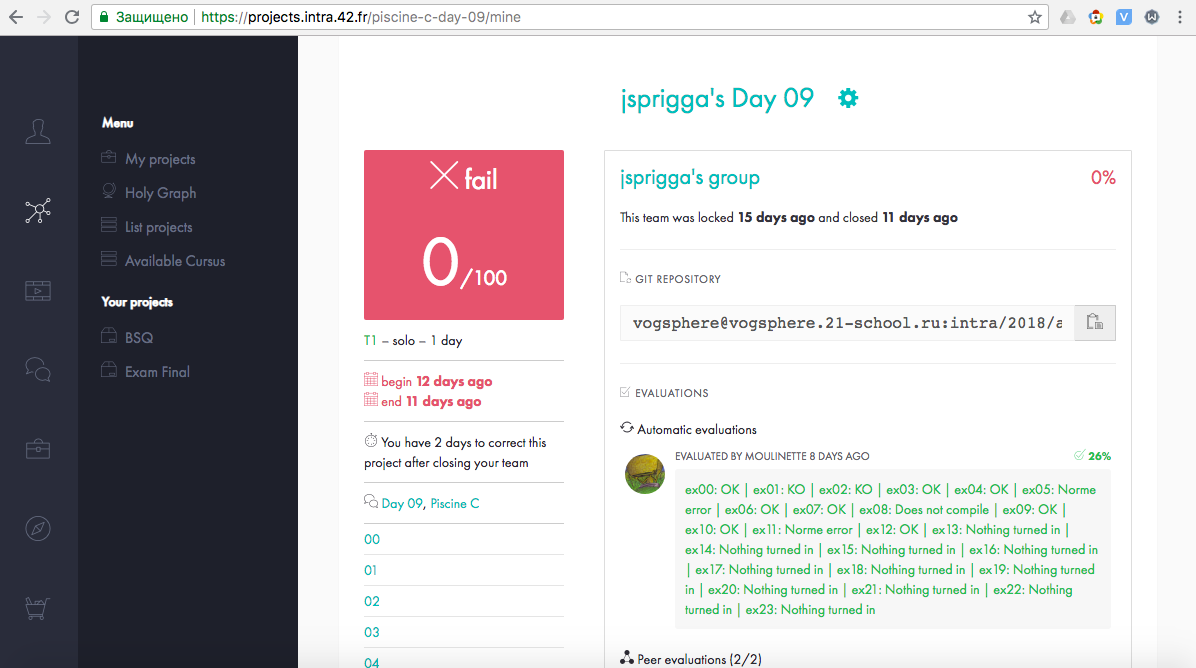 Защищено
https://projects.intra.42.fr/piscine-c-day-09/mine
V
W
jsprigga's Day 09
Menu
My projects
Holy Graph
List projects
Available Cursus
Your projects
BSQ
Exam Final
fail
0/100
T1 – solo – 1 day
begin 12 days ago
end 11 days ago
You have 2 days to correct this
project after closing your team
Day 09, Piscine C
00
01
02
03
04
jsprigga's group
0%
This team was locked 15 days ago and closed 11 days ago
GIT REPOSITORY
vogsphere@vogsphere.21-school.ru:intra/2018/a
EVALUATIONS
Automatic evaluations
EVALUATED BY MOULINETTE 8 DAYS AGO
26%
ex00: OK | ex01: KO | ex02: KO | ex03: OK | ex04: OK | ex05: Norme
error | ex06: OK | ex07: OK | ex08: Does not compile | ex09: OK |
ex10: OK | ex11: Norme error | ex12: OK | ex13: Nothing turned in |
ex14: Nothing turned in | ex15: Nothing turned in | ex16: Nothing turned in
| ex17: Nothing turned in | ex18: Nothing turned in | ex19: Nothing turned
in | ex20: Nothing turned in | ex21: Nothing turned in | ex22: Nothing
turned in | ex23: Nothing turned in
Peer evaluations (2/2)